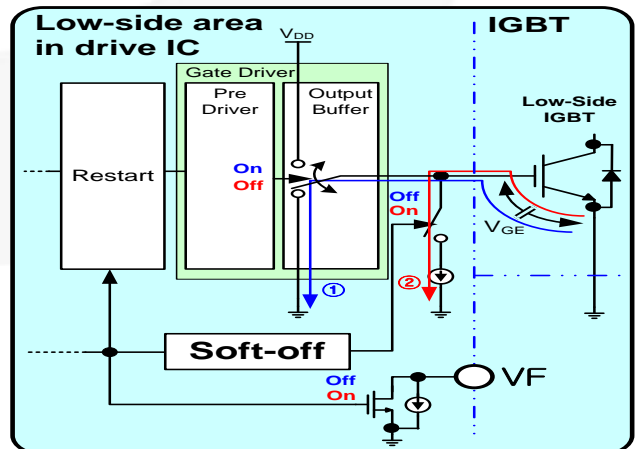 Low-side area
in drive IC
VDD
IGBT
Gate Driver
Pre
Driver
Output
Buffer
Low-Side
IGBT
Restart
On
Off
Off
On
VGE
①
②
Soft-off
Off
On
VF